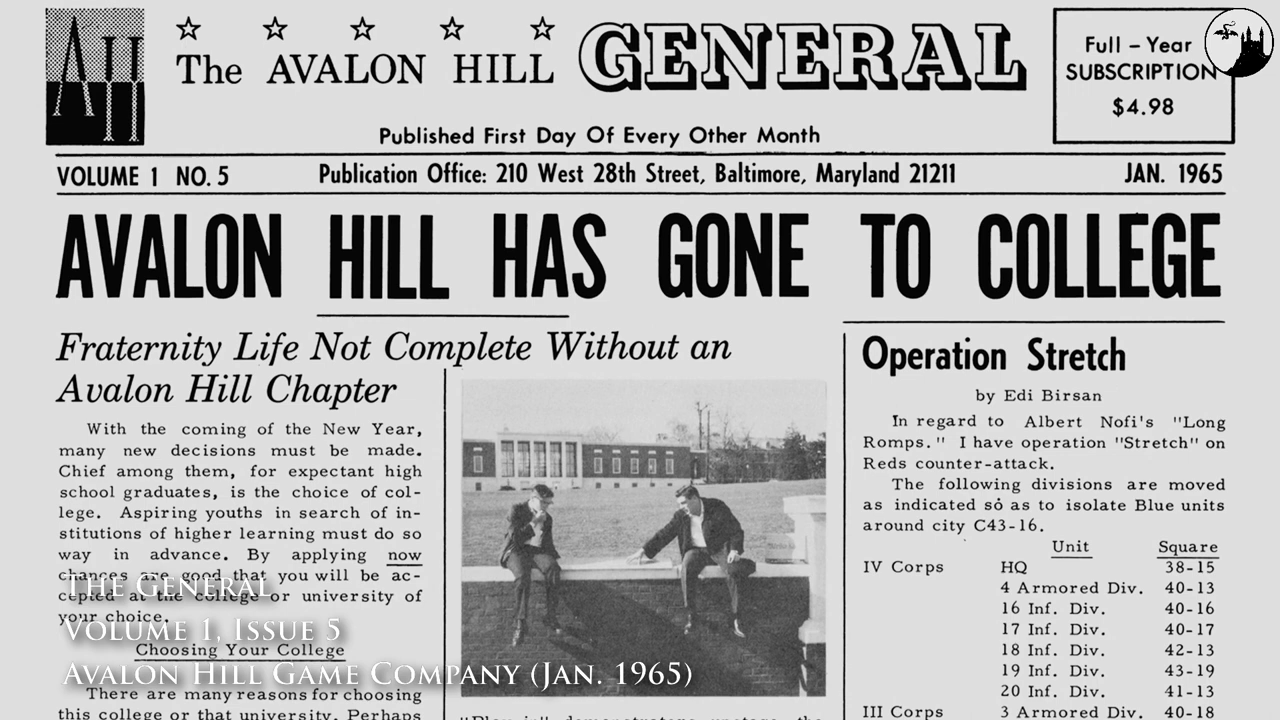 AH
The AVALON HILL GENERAL
Full - Year
SUBSCRIPTION
$4.98
Published First Day Of Every Other Month
VOLUME 1 NO. 5
Publication Office: 210 West 28th Street, Baltimore, Maryland 21211
JAN. 1965
AVALON HILL HAS GONE TO COLLEGE
Fraternity Life Not Complete Without an
Avalon Hill Chapter
With the coming of the New Year,
many new decisions must be made.
Chief among them, for expectant high
school graduates, is the choice of col-
lege. Aspiring youths in search of in-
stitutions of higher learning must do so
way in advance. By applying now
chances are good that you will be ac-
cepted at the college or university of
your choice.
Choosing Your College
There are many reasons for choosing
this college or that university. Perhaps
Operation Stretch
by Edi Birsan
In regard to Albert Nofi's "Long
Romps." I have operation "Stretch" on
Reds counter-attack.
The following divisions are moved
as indicated so as to isolate Blue units
around city C43-16.
Unit Square
IV Corps HQ 38-15
4 Armored Div. 40-13
16 Inf. Div. 40-16
17 Inf. Div. 40-17
18 Inf. Div. 42-13
19 Inf. Div. 43-19
20 Inf. Div. 41-13
III Corps 3 Armored Div. 40-18
The General
Volume 1, Issue 5
Avalon Hill Game Company (Jan. 1965)